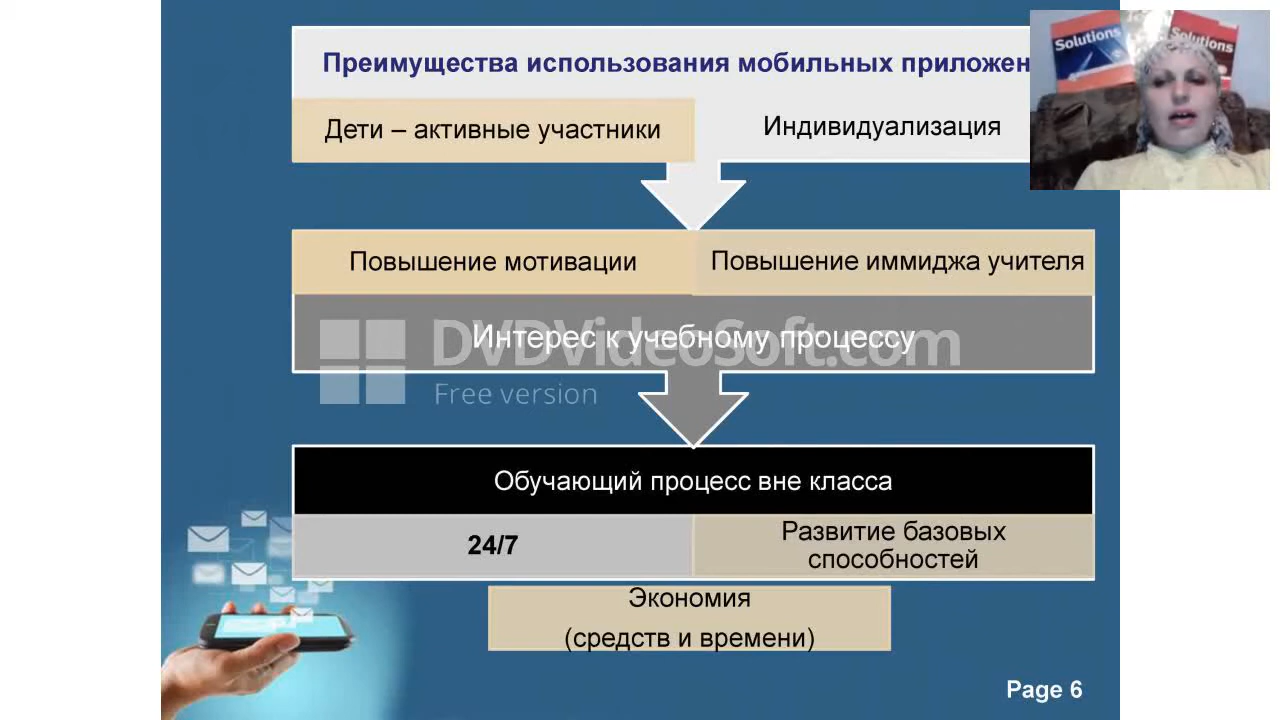 Преимущества использования мобильных приложен
Solutions
Solutions
Дети – активные участники
Индивидуализация
Повышение мотивации
Повышение иммиджа учителя
Интерес к учебному процессу
DVDVideoSoft.com
Free version
Обучающий процесс вне класса
24/7
Развитие базовых
способностей
Экономия
(средств и времени)
Page 6